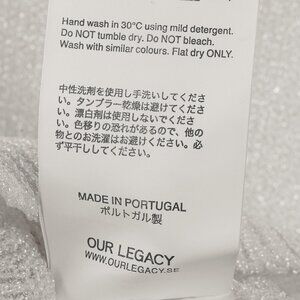 Hand wash in 30°C using mild detergent.
Do NOT tumble dry. Do NOT bleach.
Wash with similar colours. Flat dry ONLY.
中性洗剤を使用し手洗いしてくださ
い。タンブラー乾燥は避けてくださ
い。漂白剤は使用しないでくださ
い。色移りの恐れがあるので、他の
物とのお洗濯はお避けください。必
ず平干ししてください。
MADE IN PORTUGAL
ポルトガル製
OUR LEGACY
WWW.OURLEGACY.SE